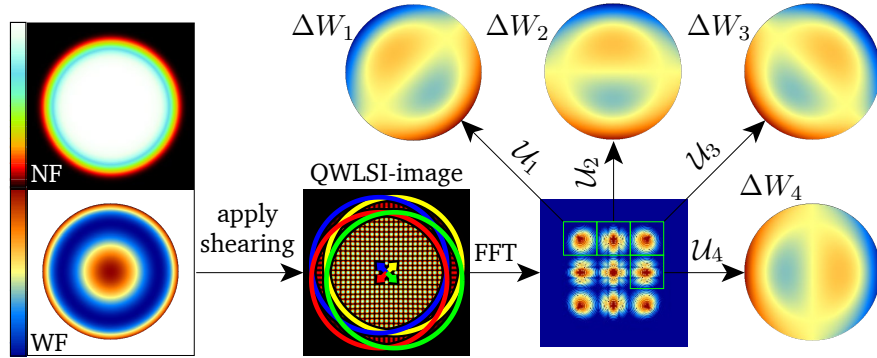 ΔW₁
ΔW₂
ΔW₃
NF
𝒰₁
𝒰₂
𝒰₃
QWLSI-image
ΔW₄
apply
shearing
FFT
𝒰₄
WF